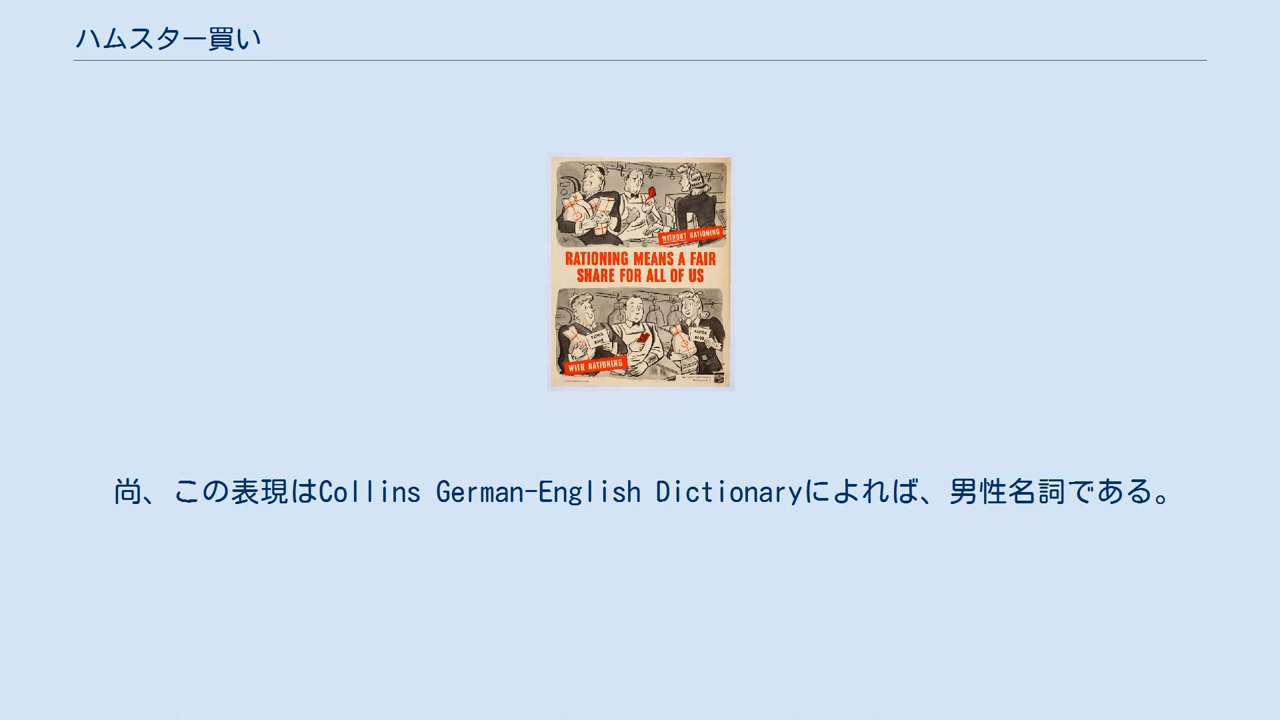 ハムスター買い
WITHOUT RATIONING
RATIONING MEANS A FAIR
SHARE FOR ALL OF US
WITH RATIONING
尚、この表現はCollins German-English Dictionaryによれば、男性名詞である。